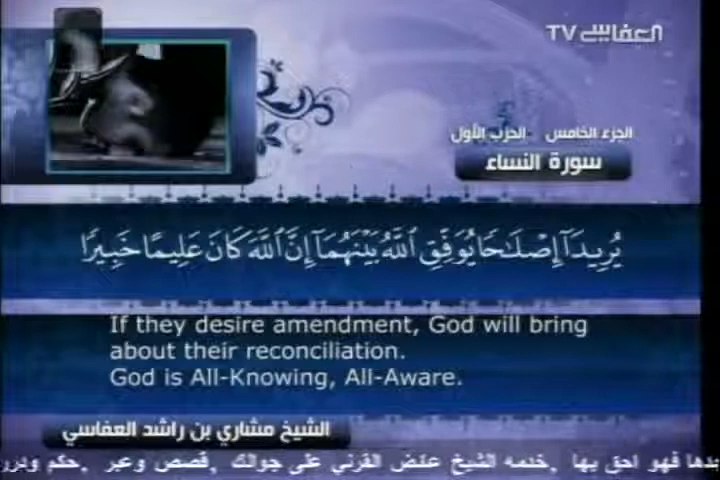 العفاسي TV
الجزء الخامس - الحزب الأول
سورة النساء
يُرِيدَآ إِصْلَـٰحًا يُوَفِّقِ ٱللَّهُ بَيْنَهُمَآ إِنَّ ٱللَّهَ كَانَ عَلِيمًا خَبِيرًا
If they desire amendment, God will bring
about their reconciliation.
God is All-Knowing, All-Aware.
الشيخ مشاري بن راشد العفاسي
بدها فهو احق بها ,خدمه الشيخ عائض القرني على جوالك ,قصص وعبر ,حكم ودرر